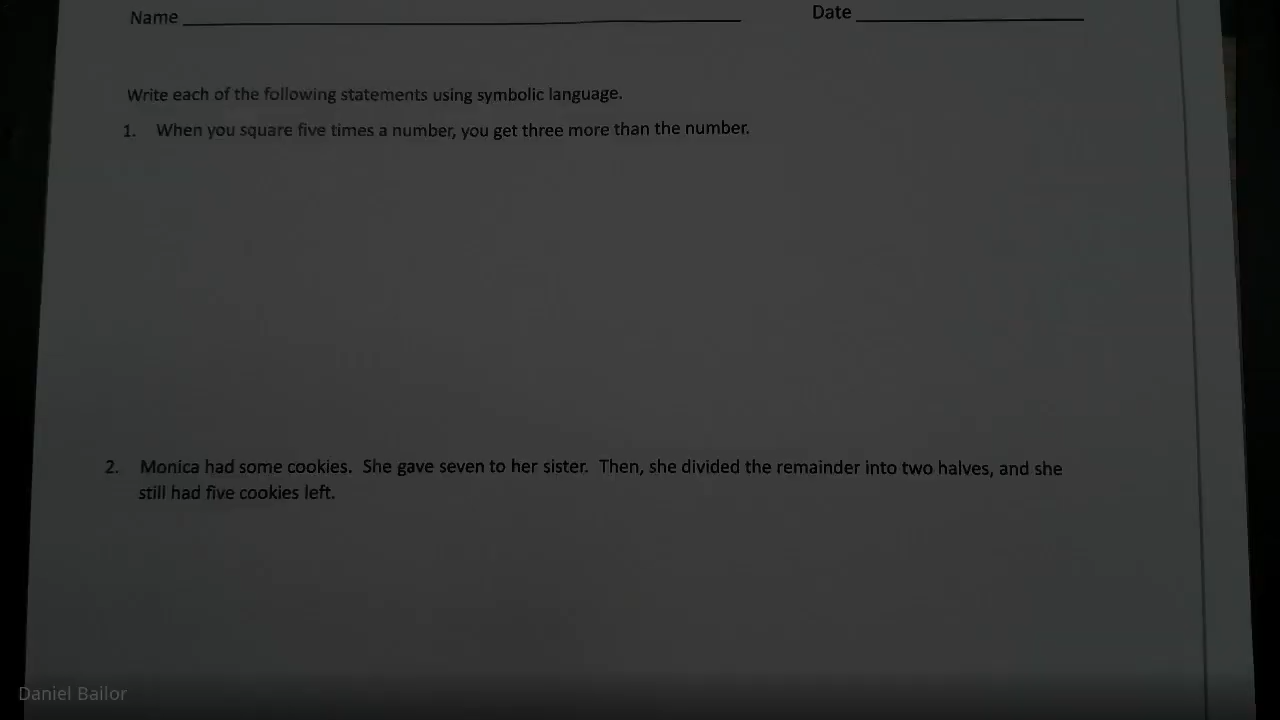 Name
Date
Write each of the following statements using symbolic language.
1. When you square five times a number, you get three more than the number.
2. Monica had some cookies. She gave seven to her sister. Then, she divided the remainder into two halves, and she
still had five cookies left.
Daniel Bailor